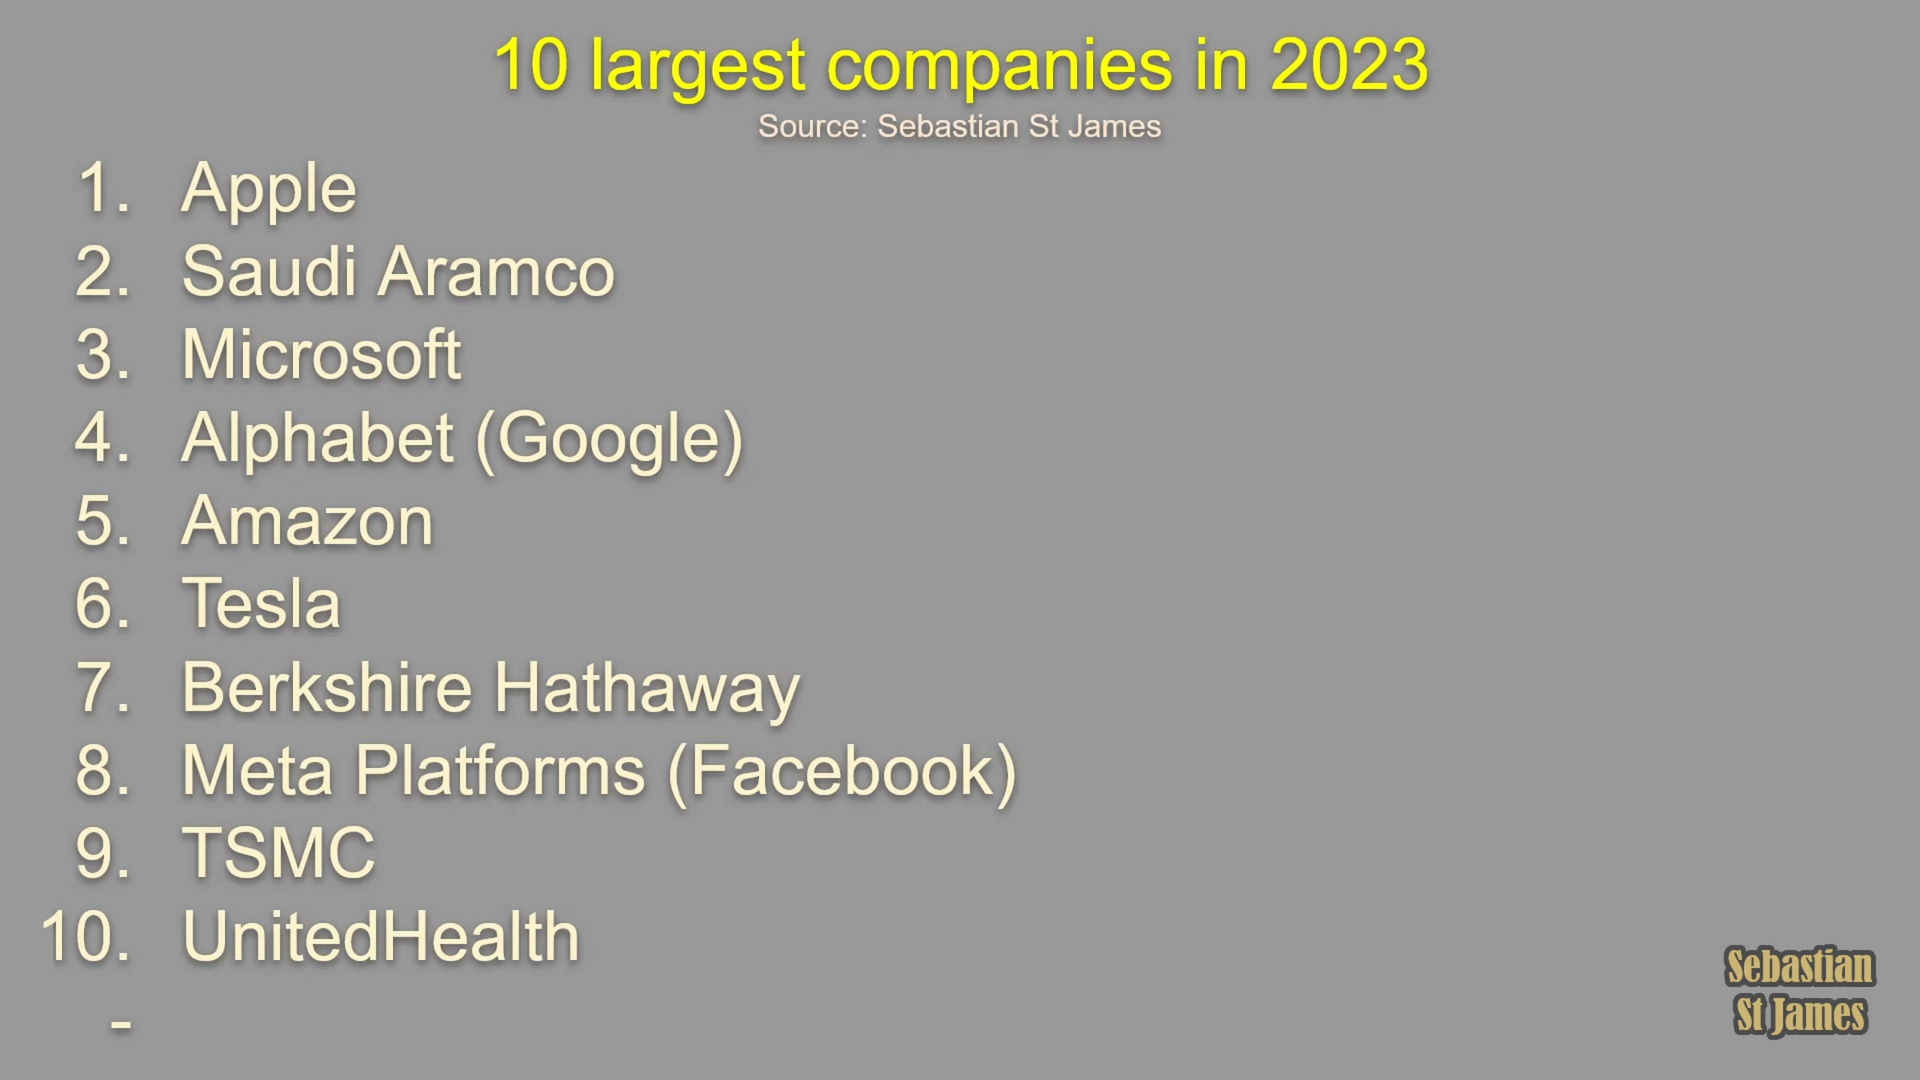 10 largest companies in 2023
Source: Sebastian St James
1. Apple
2. Saudi Aramco
3. Microsoft
4. Alphabet (Google)
5. Amazon
6. Tesla
7. Berkshire Hathaway
8. Meta Platforms (Facebook)
9. TSMC
10. UnitedHealth
-
Sebastian
St James